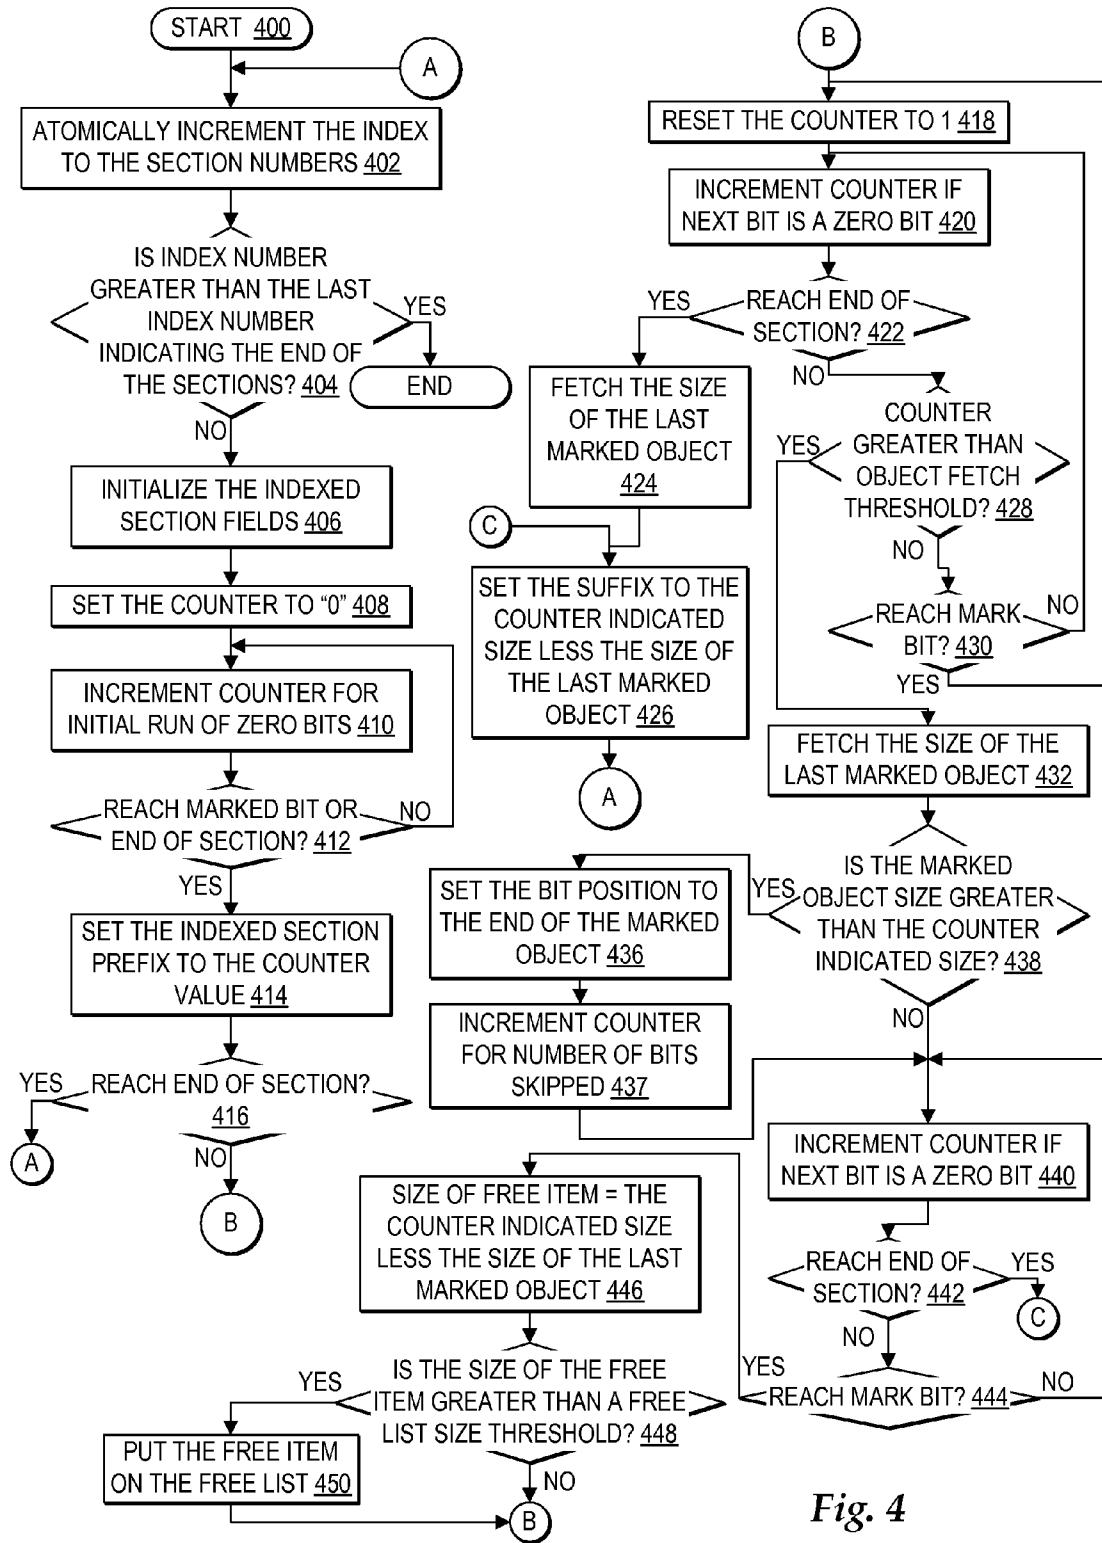 START 400
A
ATOMICALLY INCREMENT THE INDEX
TO THE SECTION NUMBERS 402
IS INDEX NUMBER
GREATER THAN THE LAST
INDEX NUMBER
INDICATING THE END OF
THE SECTIONS? 404
YES
END
NO
INITIALIZE THE INDEXED
SECTION FIELDS 406
SET THE COUNTER TO “0” 408
INCREMENT COUNTER FOR
INITIAL RUN OF ZERO BITS 410
REACH MARKED BIT OR
END OF SECTION? 412
NO
YES
SET THE INDEXED SECTION
PREFIX TO THE COUNTER
VALUE 414
YES
REACH END OF SECTION?
416
A
NO
B
B
RESET THE COUNTER TO 1 418
INCREMENT COUNTER IF
NEXT BIT IS A ZERO BIT 420
YES
REACH END OF
SECTION? 422
NO
FETCH THE SIZE
OF THE LAST
MARKED OBJECT
424
C
SET THE SUFFIX TO THE
COUNTER INDICATED
SIZE LESS THE SIZE OF
THE LAST MARKED
OBJECT 426
A
COUNTER
GREATER THAN
OBJECT FETCH
THRESHOLD? 428
YES
NO
REACH MARK
BIT? 430
NO
YES
FETCH THE SIZE OF THE
LAST MARKED OBJECT 432
IS THE MARKED
OBJECT SIZE GREATER
THAN THE COUNTER
INDICATED SIZE? 438
YES
NO
SET THE BIT POSITION TO
THE END OF THE MARKED
OBJECT 436
INCREMENT COUNTER
FOR NUMBER OF BITS
SKIPPED 437
INCREMENT COUNTER IF
NEXT BIT IS A ZERO BIT 440
REACH END OF
SECTION? 442
YES
C
NO
YES
REACH MARK BIT? 444
NO
SIZE OF FREE ITEM = THE
COUNTER INDICATED SIZE
LESS THE SIZE OF THE LAST
MARKED OBJECT 446
YES
IS THE SIZE OF THE FREE
ITEM GREATER THAN A FREE
LIST SIZE THRESHOLD? 448
NO
PUT THE FREE ITEM
ON THE FREE LIST 450
B
Fig. 4